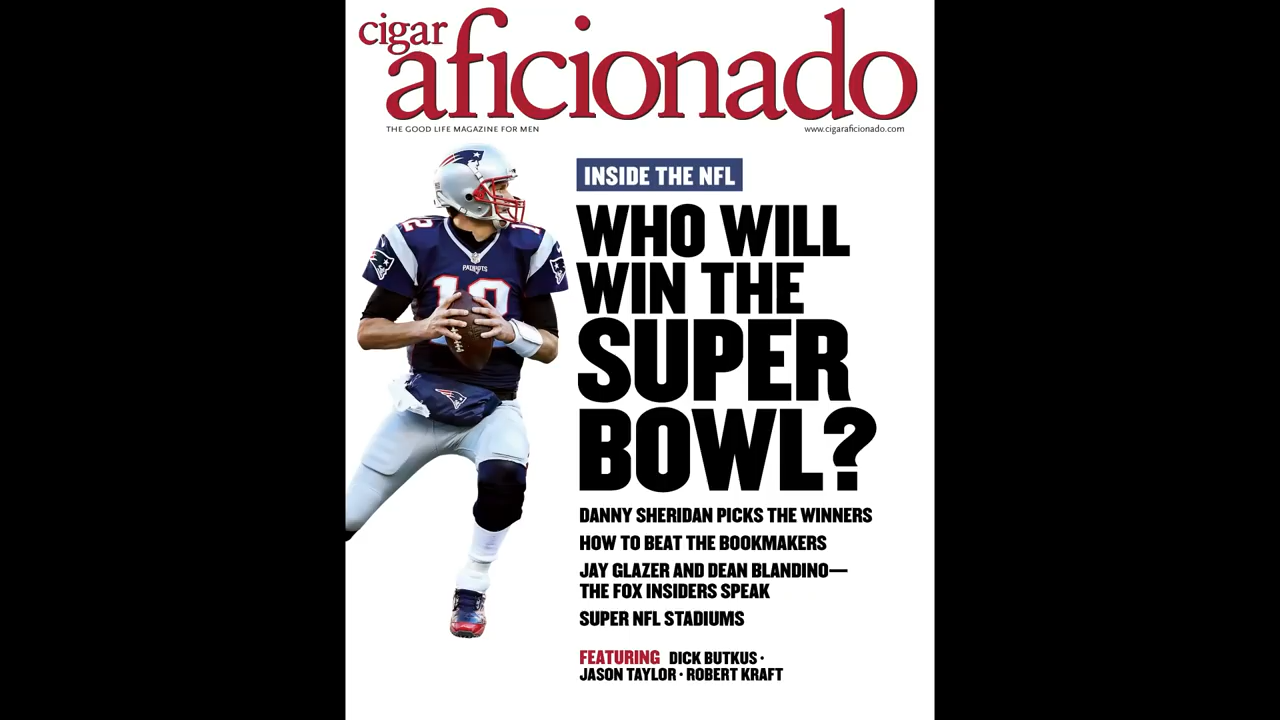 cigar
aficionado
THE GOOD LIFE MAGAZINE FOR MEN
www.cigaraficionado.com
INSIDE THE NFL
WHO WILL
WIN THE
SUPER
BOWL?
PATRIOTS
12
DANNY SHERIDAN PICKS THE WINNERS
HOW TO BEAT THE BOOKMAKERS
JAY GLAZER AND DEAN BLANDINO—
THE FOX INSIDERS SPEAK
SUPER NFL STADIUMS
FEATURING DICK BUTKUS •
JASON TAYLOR • ROBERT KRAFT